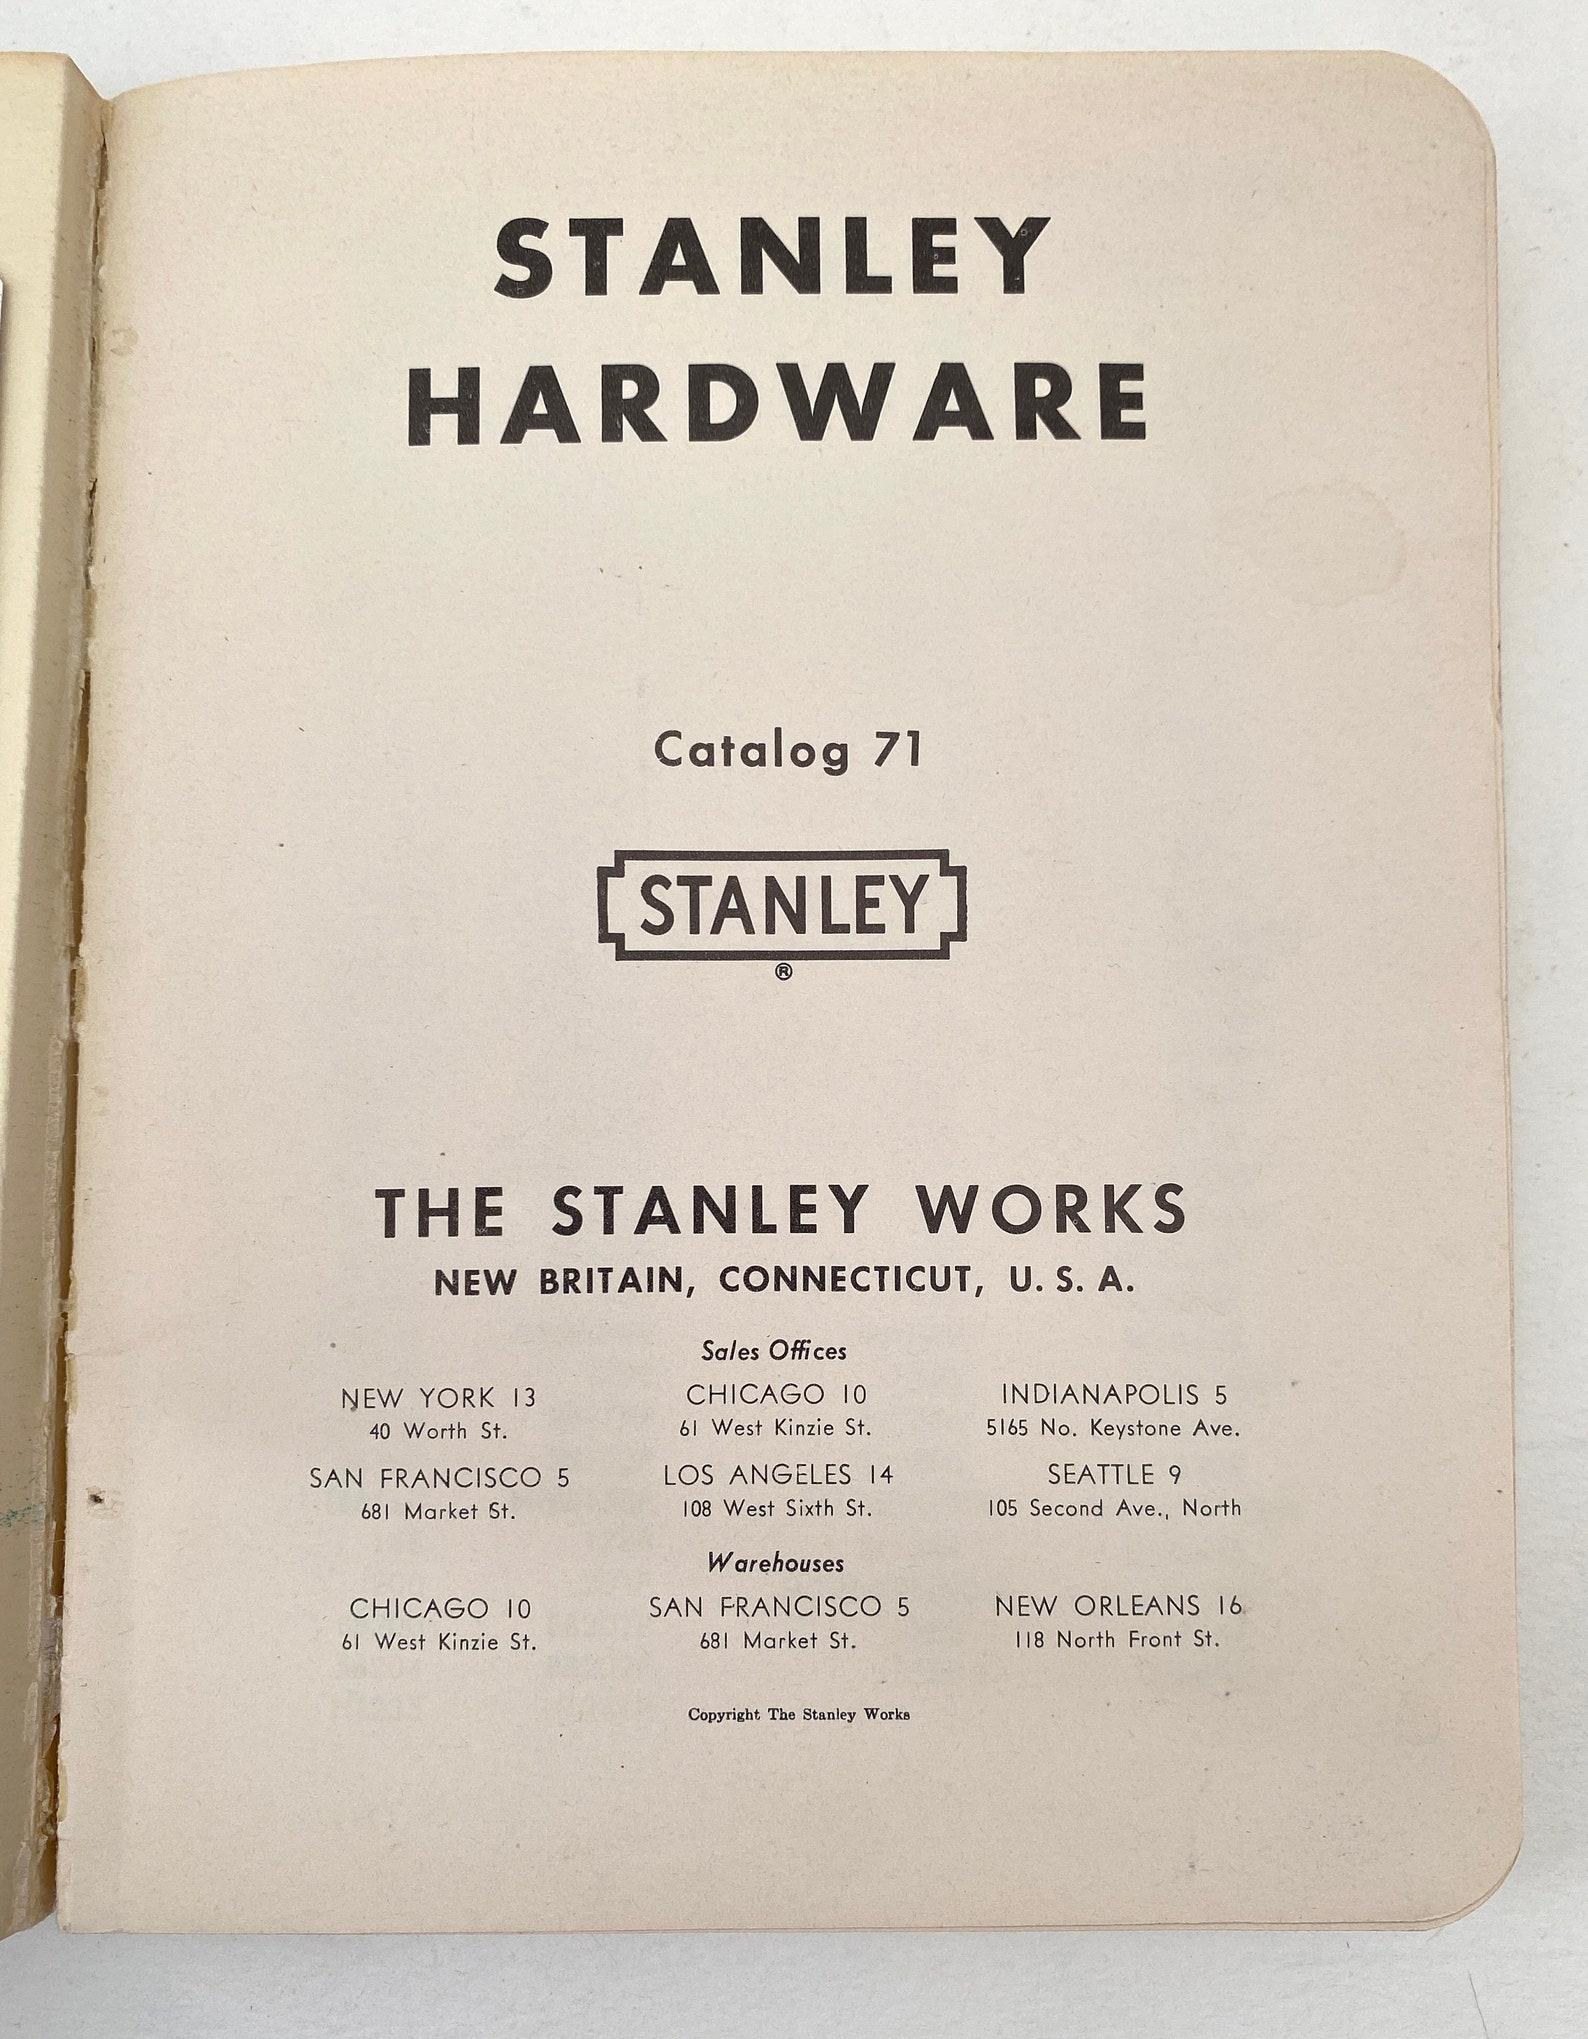 STANLEY
HARDWARE
Catalog 71
STANLEY
®
THE STANLEY WORKS
NEW BRITAIN, CONNECTICUT, U. S. A.
Sales Offices
NEW YORK 13 CHICAGO 10 INDIANAPOLIS 5
40 Worth St. 61 West Kinzie St. 5165 No. Keystone Ave.
SAN FRANCISCO 5 LOS ANGELES 14 SEATTLE 9
681 Market St. 108 West Sixth St. 105 Second Ave., North
Warehouses
CHICAGO 10 SAN FRANCISCO 5 NEW ORLEANS 16
61 West Kinzie St. 681 Market St. 118 North Front St.
Copyright The Stanley Works